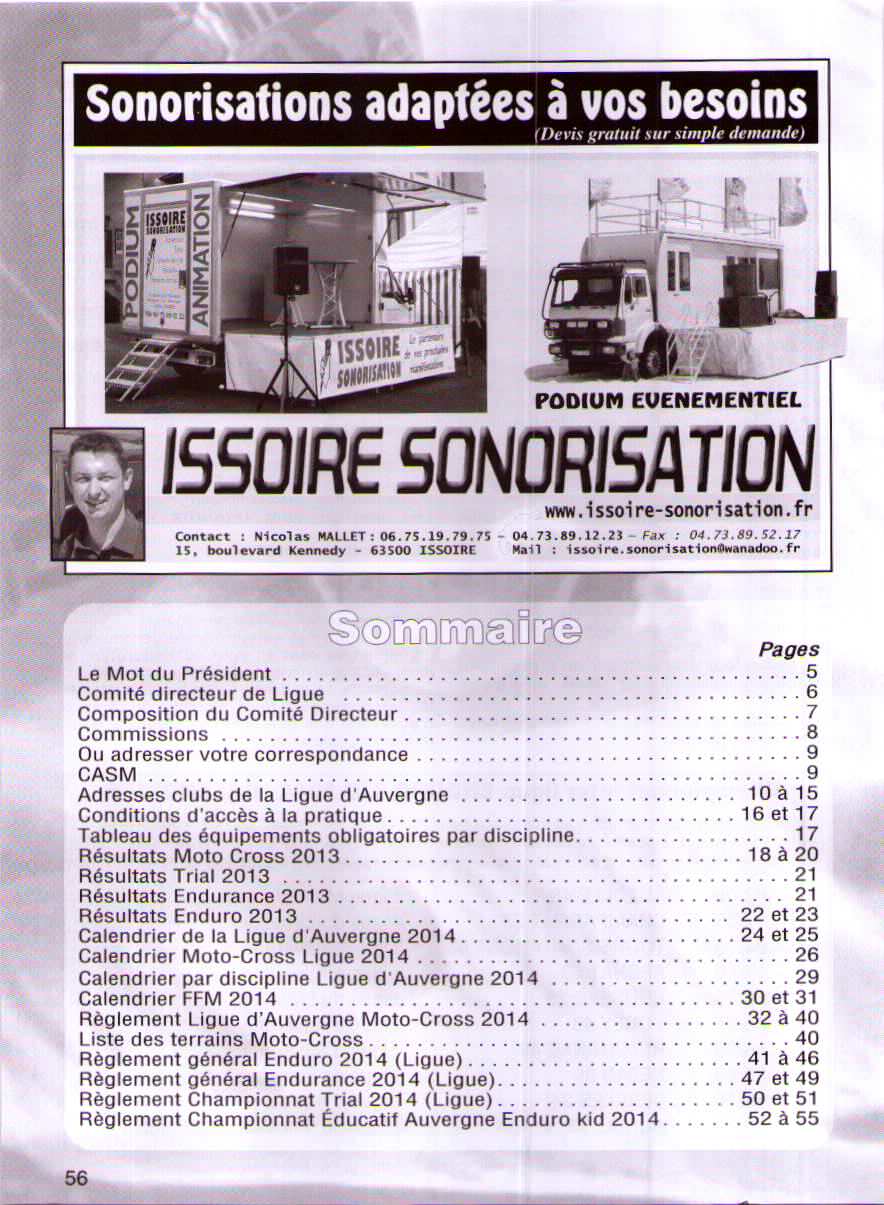 Sonorisations adaptées à vos besoins
(Devis gratuit sur simple demande)
PODIUM
ISSOIRE
SONORISATION
ANIMATION
ISSOIRE
SONORISATION
Le partenaire
de vos prochaines
manifestations
PODIUM EVENEMENTIEL
ISSOIRE SONORISATION
www.issoire-sonorisation.fr
Contact : Nicolas MALLET : 06.75.19.79.75 - 04.73.89.12.23 - Fax : 04.73.89.52.17
15, boulevard Kennedy - 63500 ISSOIRE Mail : issoire.sonorisation@wanadoo.fr
Sommaire
Pages
Le Mot du Président . . . . . . . . . . 5
Comité directeur de Ligue . . . . . . . . . . 6
Composition du Comité Directeur . . . . . . . . . . 7
Commissions . . . . . . . . . . 8
Ou adresser votre correspondance . . . . . . . . . . 9
CASM . . . . . . . . . . 9
Adresses clubs de la Ligue d'Auvergne . . . . . . . . . . 10 à 15
Conditions d'accès à la pratique . . . . . . . . . . 16 et 17
Tableau des équipements obligatoires par discipline. . . . . . . . . . 17
Résultats Moto Cross 2013 . . . . . . . . . . 18 à 20
Résultats Trial 2013 . . . . . . . . . . 21
Résultats Endurance 2013 . . . . . . . . . . 21
Résultats Enduro 2013 . . . . . . . . . . 22 et 23
Calendrier de la Ligue d'Auvergne 2014 . . . . . . . . . . 24 et 25
Calendrier Moto-Cross Ligue 2014 . . . . . . . . . . 26
Calendrier par discipline Ligue d'Auvergne 2014 . . . . . . . . . . 29
Calendrier FFM 2014 . . . . . . . . . . 30 et 31
Règlement Ligue d'Auvergne Moto-Cross 2014 . . . . . . . . . . 32 à 40
Liste des terrains Moto-Cross . . . . . . . . . . 40
Règlement général Enduro 2014 (Ligue) . . . . . . . . . . 41 à 46
Règlement général Endurance 2014 (Ligue) . . . . . . . . . . 47 et 49
Règlement Championnat Trial 2014 (Ligue) . . . . . . . . . . 50 et 51
Règlement Championnat Éducatif Auvergne Enduro kid 2014 . . . . . . . 52 à 55
56